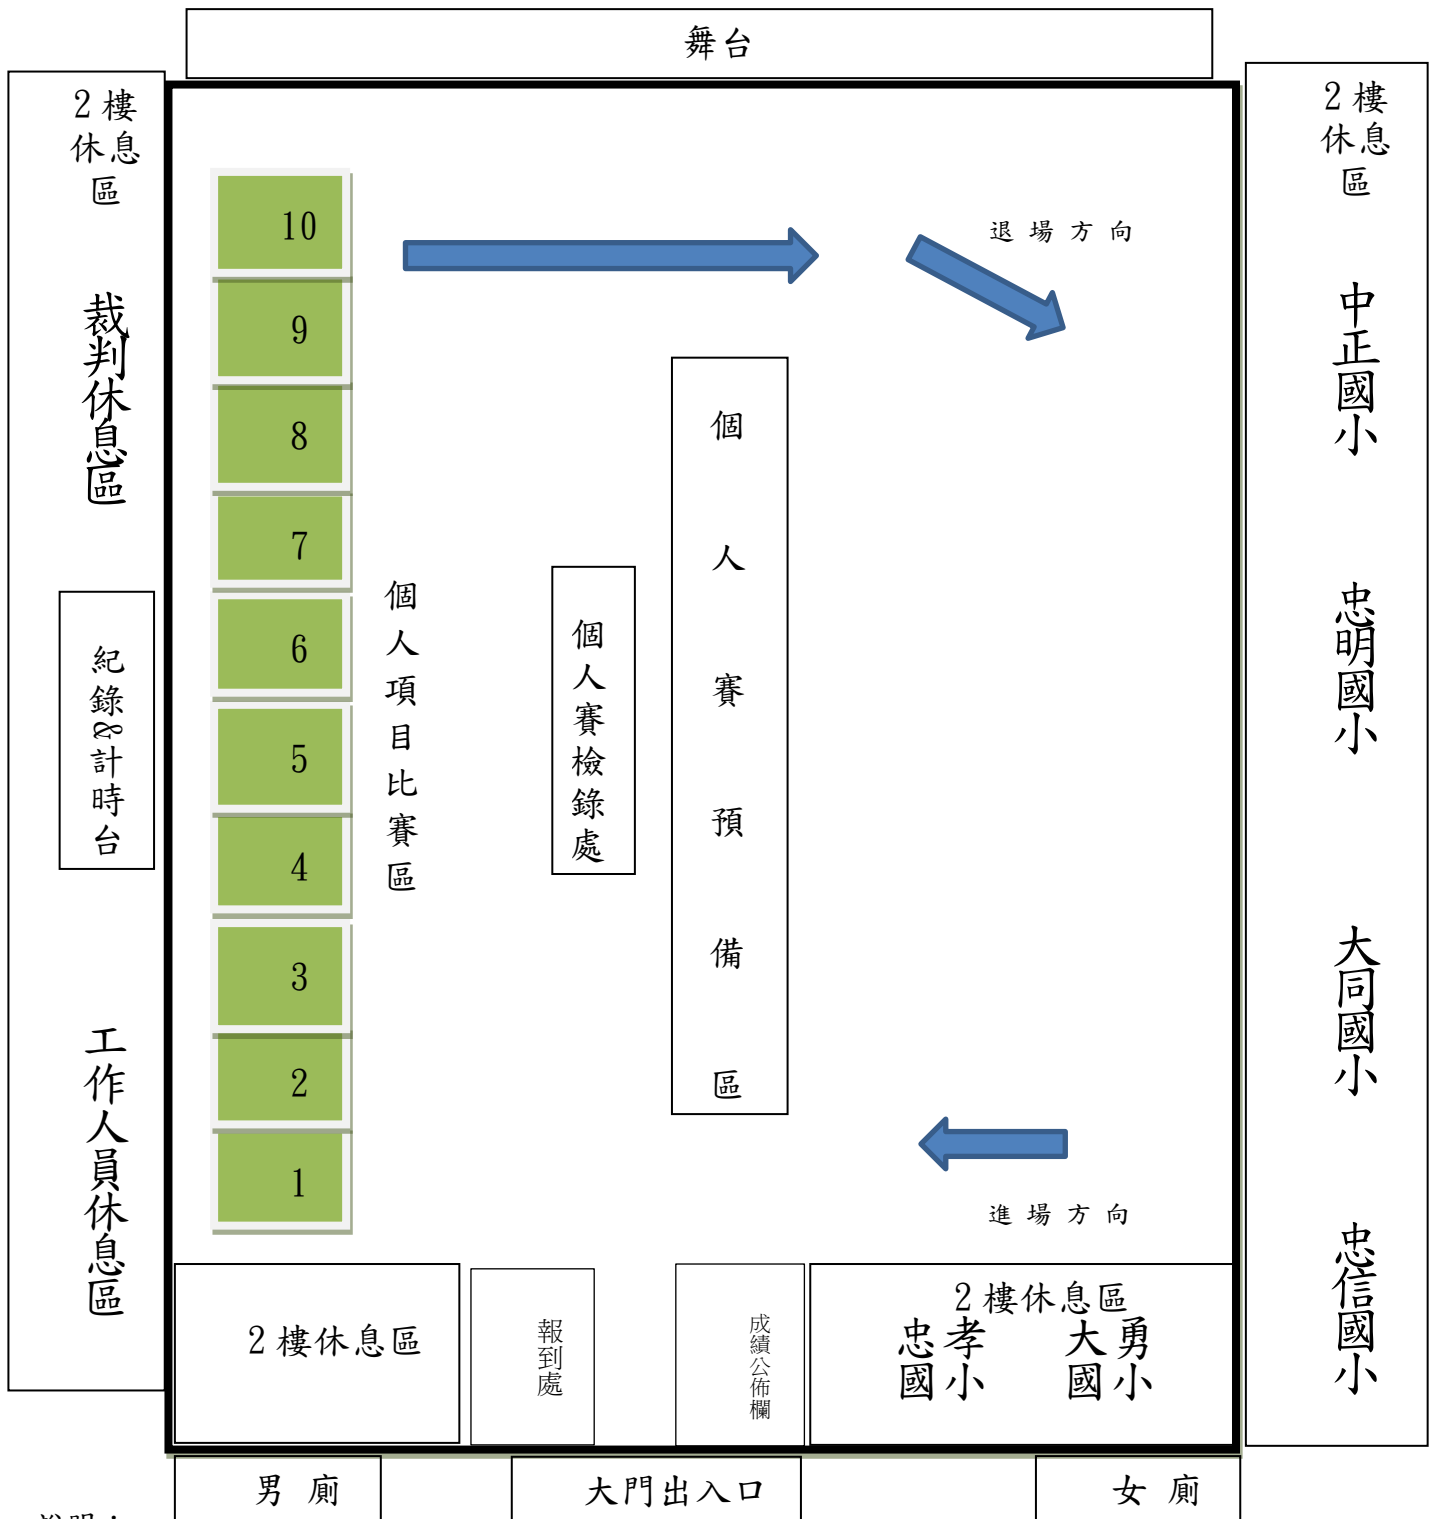 舞台
2樓
休息
區
裁判休息區
紀錄&計時台
工作人員休息區
10
9
8
7
6
5
4
3
2
1
個人項目比賽區
個人賽檢錄處
個人賽預備區
退場方向
進場方向
2樓
休息
區
中正國小
忠明國小
大同國小
忠信國小
2樓休息區
報到處
成績公佈欄
2樓休息區
忠孝 大勇
國小 國小
男廁
大門出入口
女廁
說明：